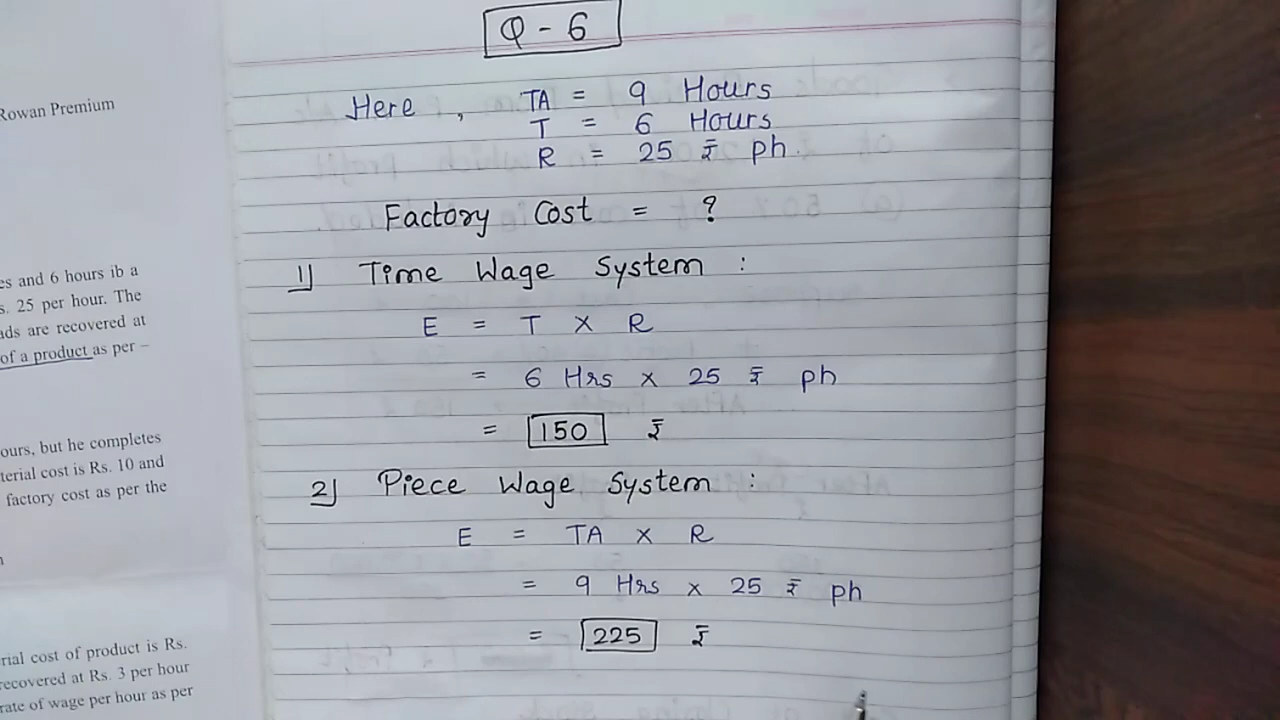 Rowan Premium
es and 6 hours ib a
s. 25 per hour. The
ads are recovered at
of a product as per –
ours, but he completes
terial cost is Rs. 10 and
factory cost as per the
rial cost of product is Rs.
recovered at Rs. 3 per hour
rate of wage per hour as per
Q - 6
Here , TA = 9 Hours
T = 6 Hours
R = 25 ₹ ph.
Factory Cost = ?
1) Time Wage System :
E = T X R
= 6 Hrs x 25 ₹ ph
= 150 ₹
2) Piece Wage System :
E = TA x R
= 9 Hrs x 25 ₹ ph
= 225 ₹